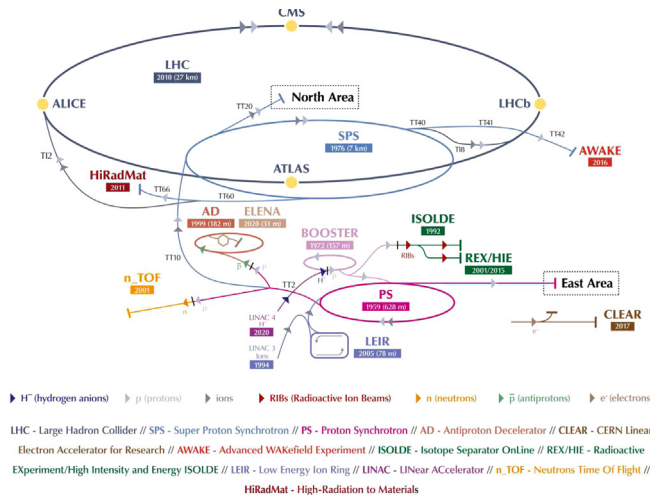 CMS
LHC
2010 (27 km)
ALICE
TT20
North Area
LHCb
TT40
TT41
SPS
1976 (7 km)
TI8
TT42
AWAKE
2016
TI2
ATLAS
HiRadMat
2011
TT66
TT60
AD
1999 (182 m)
ELENA
2020 (31 m)
BOOSTER
1972 (157 m)
ISOLDE
1992
RIBs
REX/HIE
2001/2015
TT10
p̄
p
H⁻
p
n_TOF
2001
TT2
PS
1959 (628 m)
East Area
n
p
LINAC 4
H⁻
2020
CLEAR
2017
e⁻
LINAC 3
Ions
1994
LEIR
2005 (78 m)
H⁻ (hydrogen anions)
p (protons)
ions
RIBs (Radioactive Ion Beams)
n (neutrons)
p̄ (antiprotons)
e⁻ (electrons
LHC - Large Hadron Collider // SPS - Super Proton Synchrotron // PS - Proton Synchrotron // AD - Antiproton Decelerator // CLEAR - CERN Linear
Electron Accelerator for Research // AWAKE - Advanced WAKefield Experiment // ISOLDE - Isotope Separator OnLine // REX/HIE - Radioactive
EXperiment/High Intensity and Energy ISOLDE // LEIR - Low Energy Ion Ring // LINAC - LINear ACcelerator // n_TOF - Neutrons Time Of Flight //
HiRadMat - High-Radiation to Materials